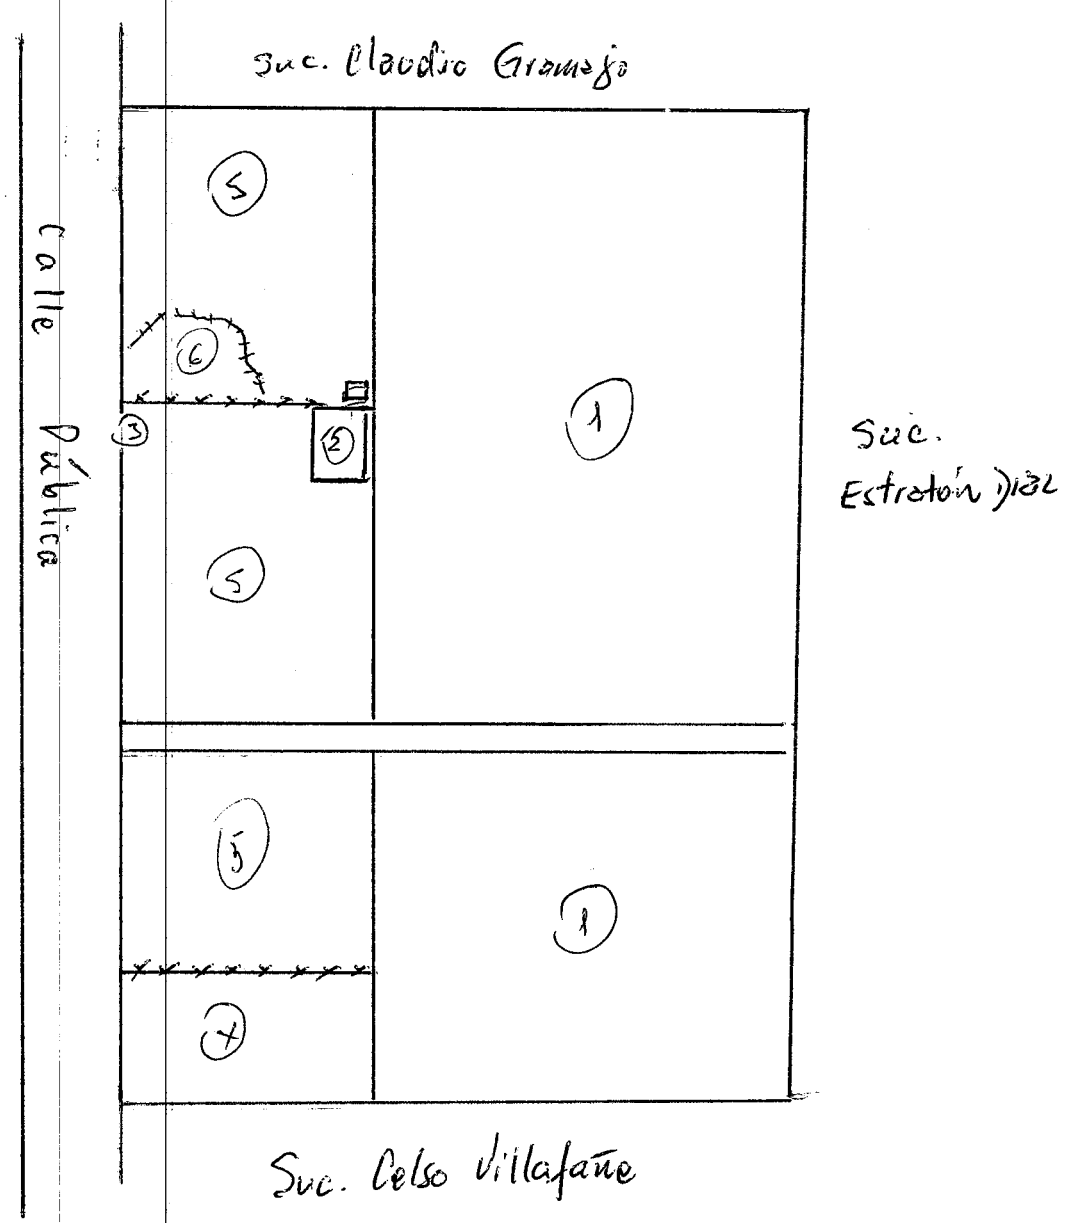 Suc. Claudio Gramajo
5
Calle Pública
6
3
2
1
Suc.
Estratón Díaz
5
5
1
4
Suc. Celso Villafañe